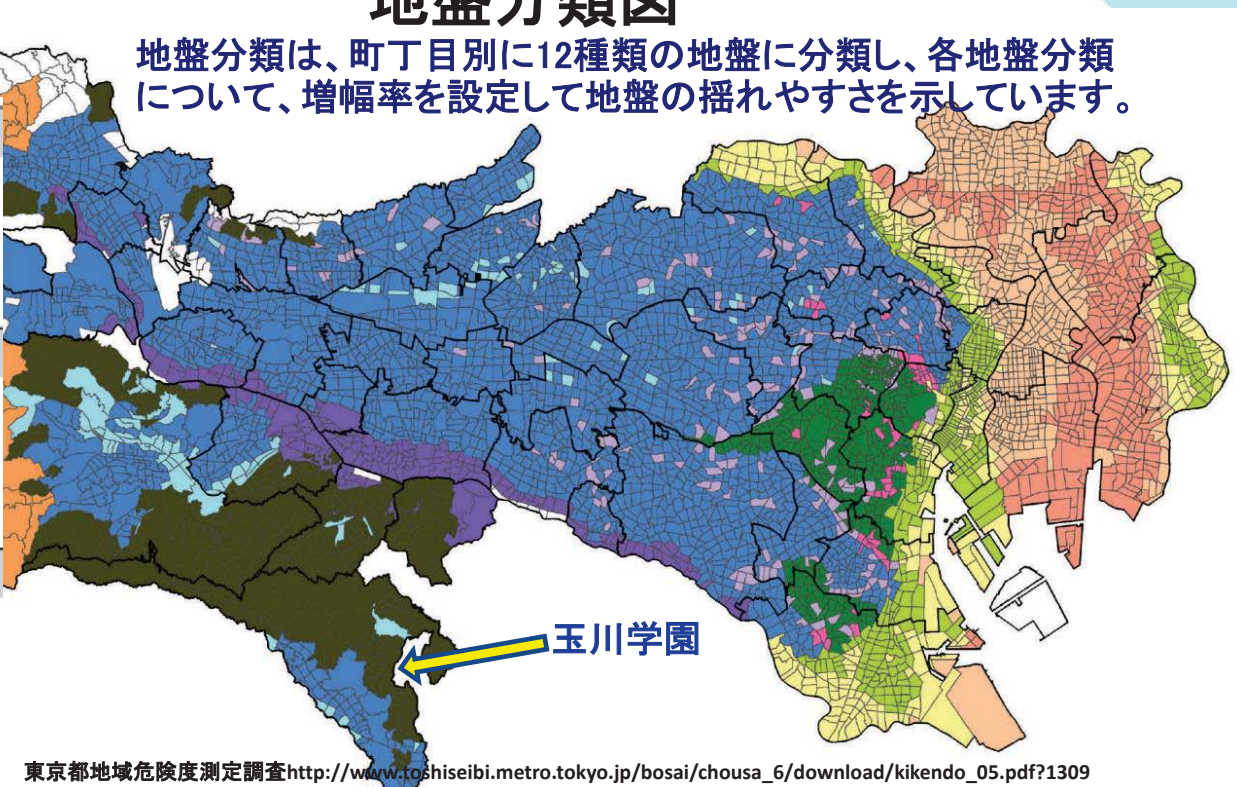 地盤分類図
地盤分類は、町丁目別に12種類の地盤に分類し、各地盤分類
について、増幅率を設定して地盤の揺れやすさを示しています。
玉川学園
東京都地域危険度測定調査http://www.toshiseibi.metro.tokyo.jp/bosai/chousa_6/download/kikendo_05.pdf?1309